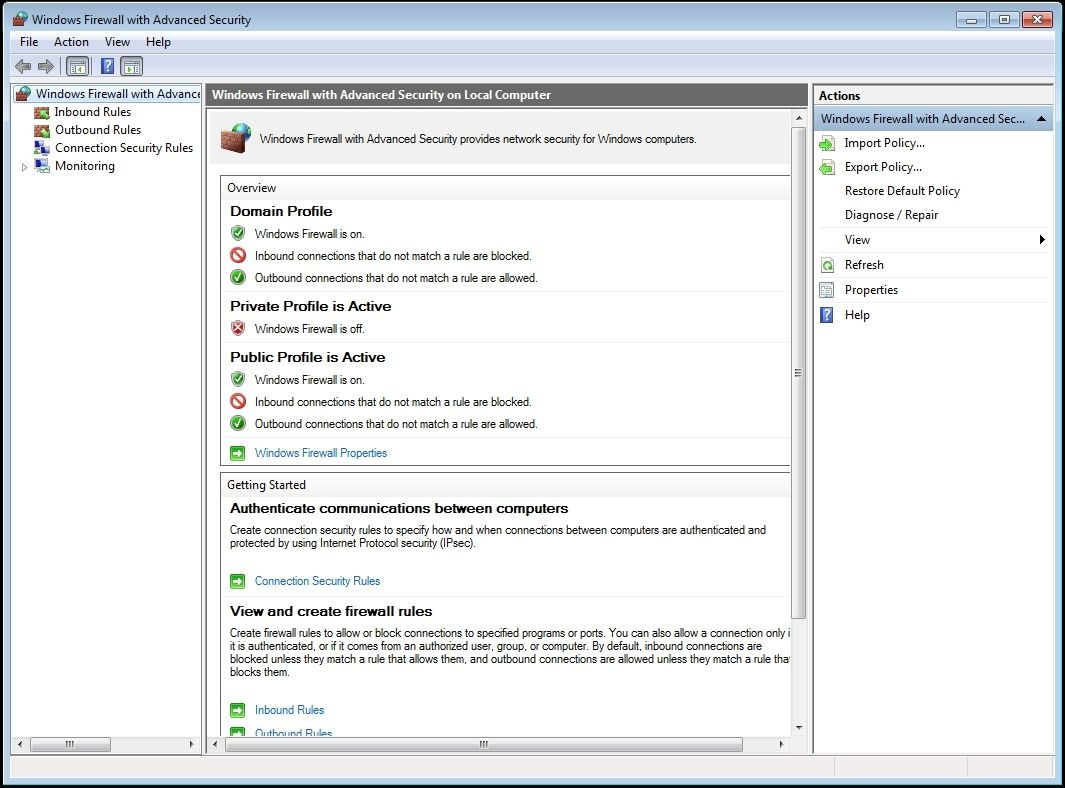 Windows Firewall with Advanced Security
File Action View Help
Windows Firewall with Advance
Inbound Rules
Outbound Rules
Connection Security Rules
Monitoring
Windows Firewall with Advanced Security on Local Computer
Windows Firewall with Advanced Security provides network security for Windows computers.
Overview
Domain Profile
Windows Firewall is on.
Inbound connections that do not match a rule are blocked.
Outbound connections that do not match a rule are allowed.
Private Profile is Active
Windows Firewall is off.
Public Profile is Active
Windows Firewall is on.
Inbound connections that do not match a rule are blocked.
Outbound connections that do not match a rule are allowed.
Windows Firewall Properties
Getting Started
Authenticate communications between computers
Create connection security rules to specify how and when connections between computers are authenticated and
protected by using Internet Protocol security (IPsec).
Connection Security Rules
View and create firewall rules
Create firewall rules to allow or block connections to specified programs or ports. You can also allow a connection only i
it is authenticated, or if it comes from an authorized user, group, or computer. By default, inbound connections are
blocked unless they match a rule that allows them, and outbound connections are allowed unless they match a rule tha
blocks them.
Inbound Rules
Outbound Rules
Actions
Windows Firewall with Advanced Sec...
Import Policy...
Export Policy...
Restore Default Policy
Diagnose / Repair
View
Refresh
Properties
Help